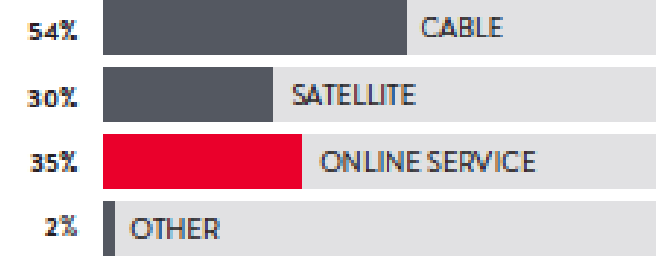 54% CABLE
30% SATELLITE
35% ONLINE SERVICE
2% OTHER